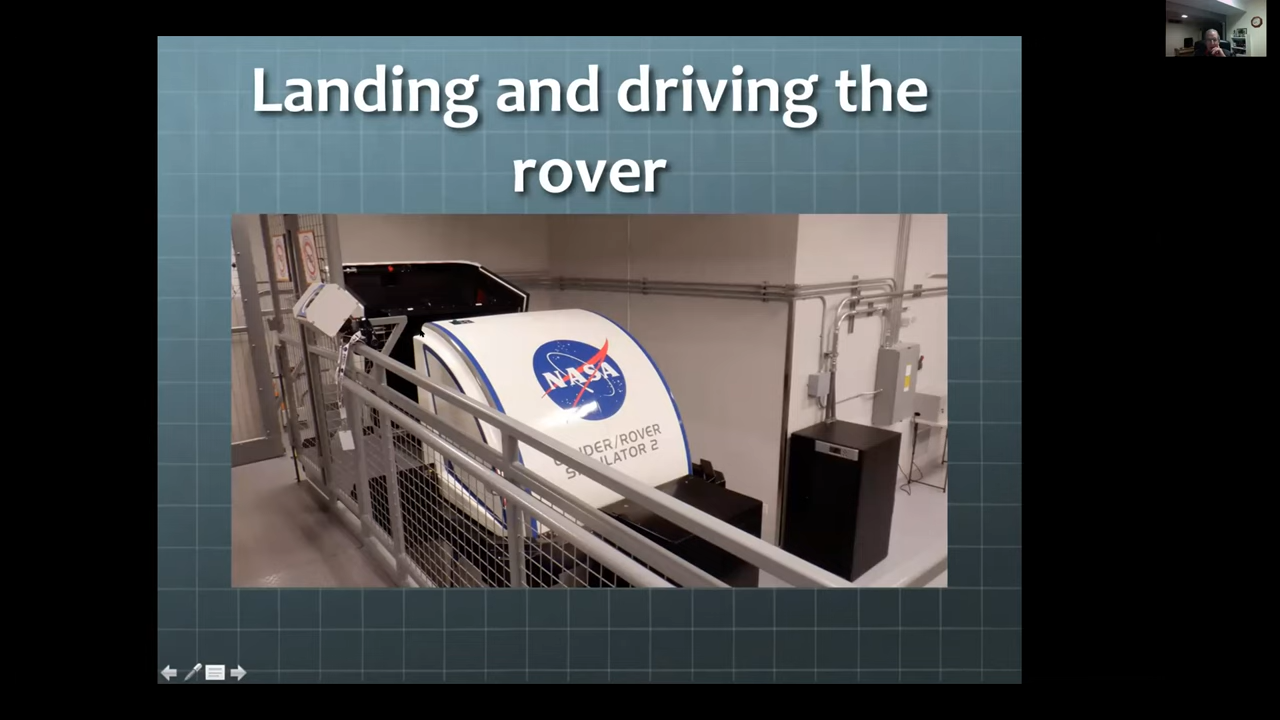 Landing and driving the
rover
NASA
LANDER/ROVER
SIMULATOR 2